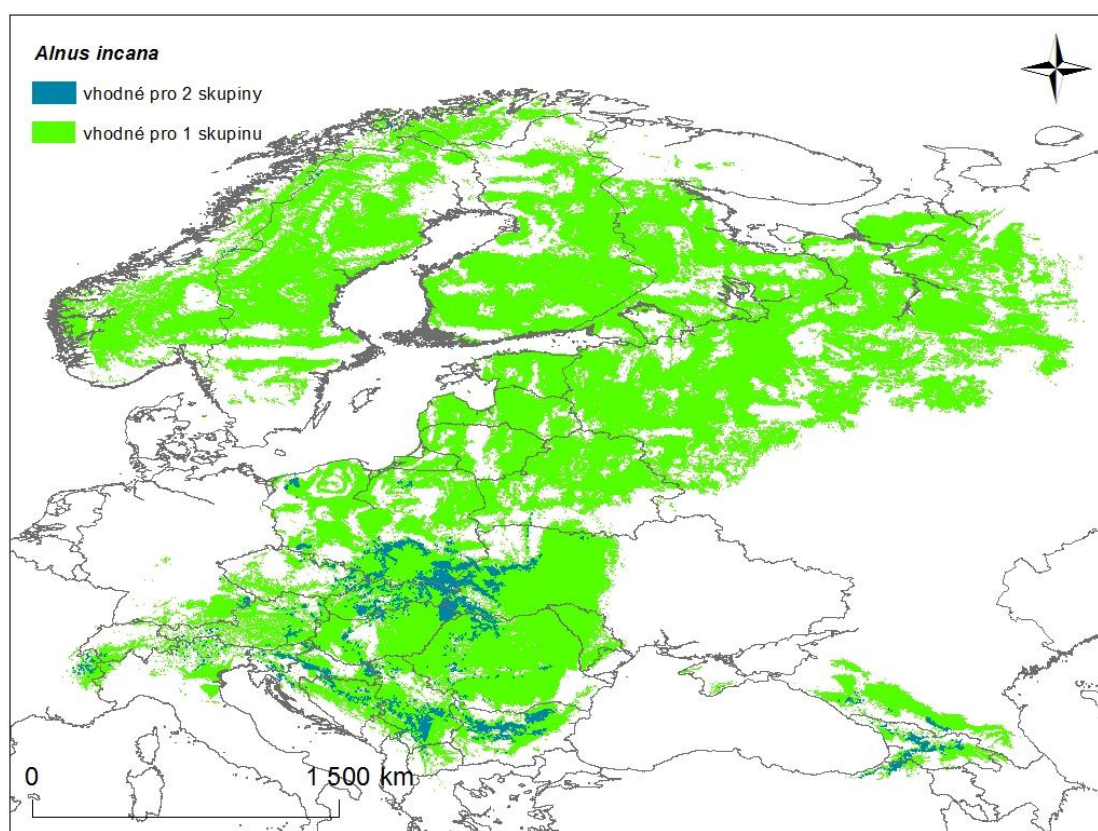 Alnus incana
vhodné pro 2 skupiny
vhodné pro 1 skupinu
0 1 500 km